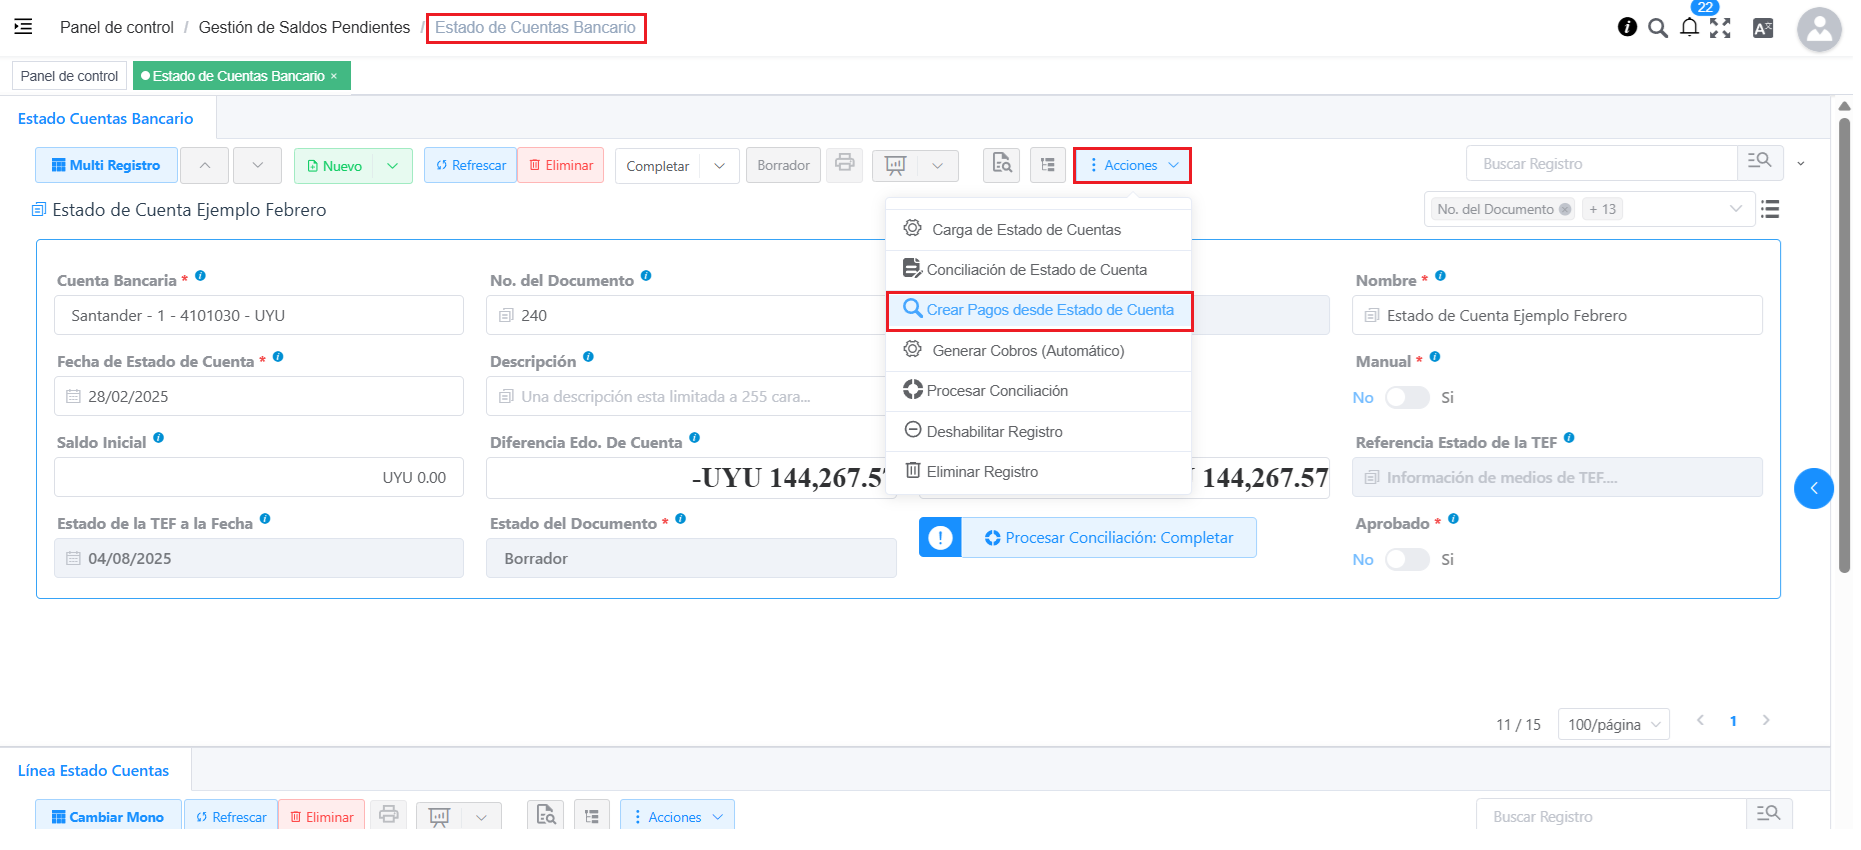 Panel de control / Gestión de Saldos Pendientes / Estado de Cuentas Bancario
22
Panel de control
Estado de Cuentas Bancario ×
Estado Cuentas Bancario
Multi Registro
Nuevo
Refrescar
Eliminar
Completar
Borrador
Acciones
Buscar Registro
Estado de Cuenta Ejemplo Febrero
No. del Documento
+ 13
Carga de Estado de Cuentas
Conciliación de Estado de Cuenta
Crear Pagos desde Estado de Cuenta
Generar Cobros (Automático)
Procesar Conciliación
Deshabilitar Registro
Eliminar Registro
Cuenta Bancaria *
Santander - 1 - 4101030 - UYU
No. del Documento
240
Nombre *
Estado de Cuenta Ejemplo Febrero
Fecha de Estado de Cuenta *
28/02/2025
Descripción
Una descripción esta limitada a 255 cara...
Manual *
No
Si
Saldo Inicial
UYU 0.00
Diferencia Edo. De Cuenta
-UYU 144,267.5
144,267.57
Referencia Estado de la TEF
Información de medios de TEF....
Estado de la TEF a la Fecha
04/08/2025
Estado del Documento *
Borrador
Procesar Conciliación: Completar
Aprobado *
No
Si
11 / 15
100/página
1
Línea Estado Cuentas
Cambiar Mono
Refrescar
Eliminar
Acciones
Buscar Registro